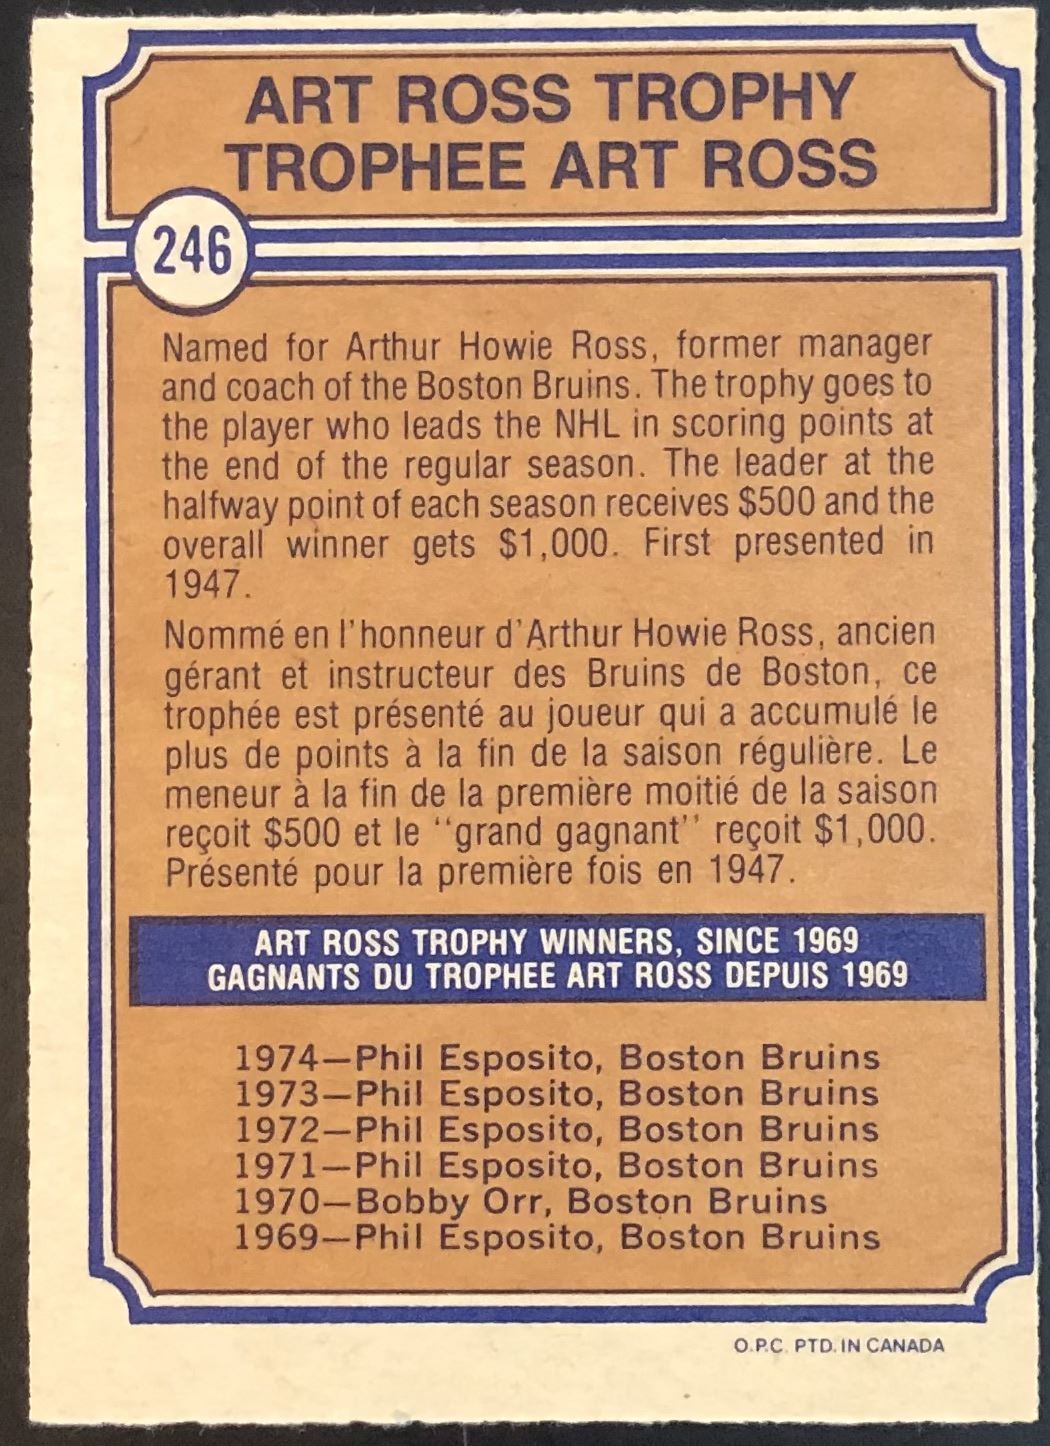 ART ROSS TROPHY
TROPHEE ART ROSS
246
Named for Arthur Howie Ross, former manager
and coach of the Boston Bruins. The trophy goes to
the player who leads the NHL in scoring points at
the end of the regular season. The leader at the
halfway point of each season receives $500 and the
overall winner gets $1,000. First presented in
1947.
Nommé en l'honneur d'Arthur Howie Ross, ancien
gérant et instructeur des Bruins de Boston, ce
trophée est présenté au joueur qui a accumulé le
plus de points à la fin de la saison régulière. Le
meneur à la fin de la première moitié de la saison
reçoit $500 et le "grand gagnant" reçoit $1,000.
Présenté pour la première fois en 1947.
ART ROSS TROPHY WINNERS, SINCE 1969
GAGNANTS DU TROPHEE ART ROSS DEPUIS 1969
1974—Phil Esposito, Boston Bruins
1973—Phil Esposito, Boston Bruins
1972—Phil Esposito, Boston Bruins
1971—Phil Esposito, Boston Bruins
1970—Bobby Orr, Boston Bruins
1969—Phil Esposito, Boston Bruins
O.P.C. PTD. IN CANADA